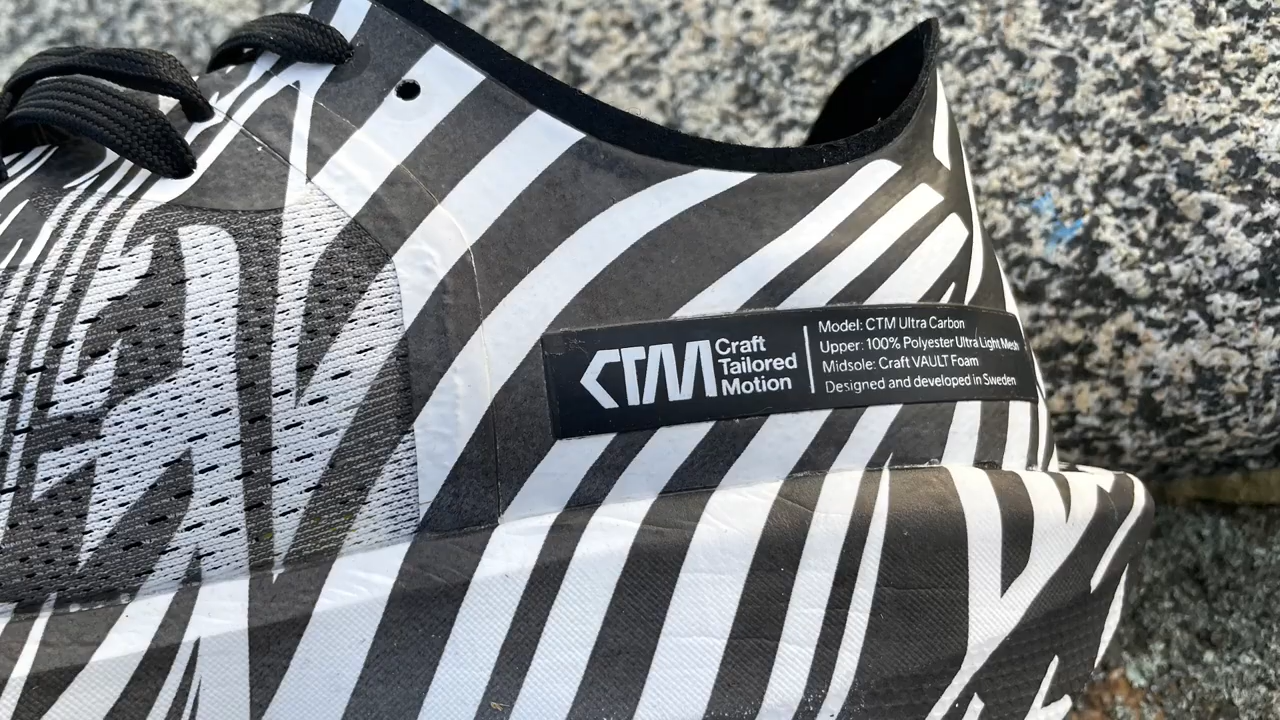 CTM
Craft
Tailored
Motion
Model: CTM Ultra Carbon
Upper: 100% Polyester Ultra Light Mesh
Midsole: Craft VAULT Foam
Designed and developed in Sweden